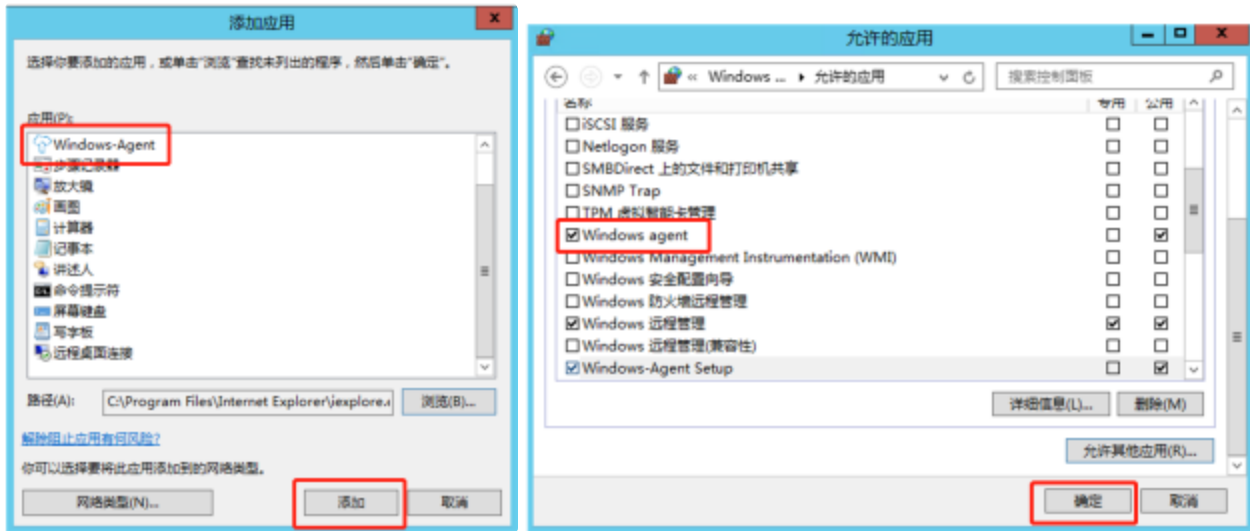 添加应用
选择你要添加的应用，或单击"浏览"查找未列出的程序，然后单击"确定"。
应用(P):
Windows-Agent
步骤记录器
放大镜
画图
计算器
记事本
讲述人
命令提示符
屏幕键盘
写字板
远程桌面连接
路径(A): C:\Program Files\Internet Explorer\iexplore.e 浏览(B)...
解除阻止应用有何风险?
你可以选择要将此应用添加到的网络类型。
网络类型(N)... 添加 取消
允许的应用
« Windows ... 允许的应用 搜索控制面板
名称 专用 公用
iSCSI 服务
Netlogon 服务
SMBDirect 上的文件和打印机共享
SNMP Trap
TPM 虚拟智能卡管理
Windows agent
Windows Management Instrumentation (WMI)
Windows 安全配置向导
Windows 防火墙远程管理
Windows 远程管理
Windows 远程管理(兼容性)
Windows-Agent Setup
详细信息(L)... 删除(M)
允许其他应用(R)...
确定 取消